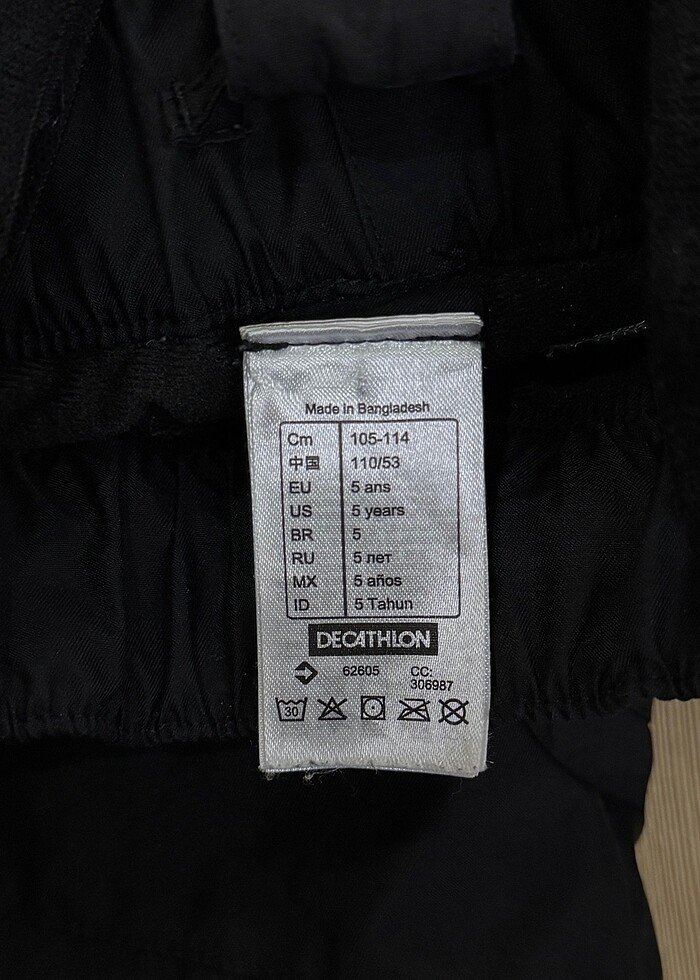 Made in Bangladesh
Cm 105-114
中国 110/53
EU 5 ans
US 5 years
BR 5
RU 5 лет
MX 5 años
ID 5 Tahun
DECATHLON
62605 CC: 306987
30